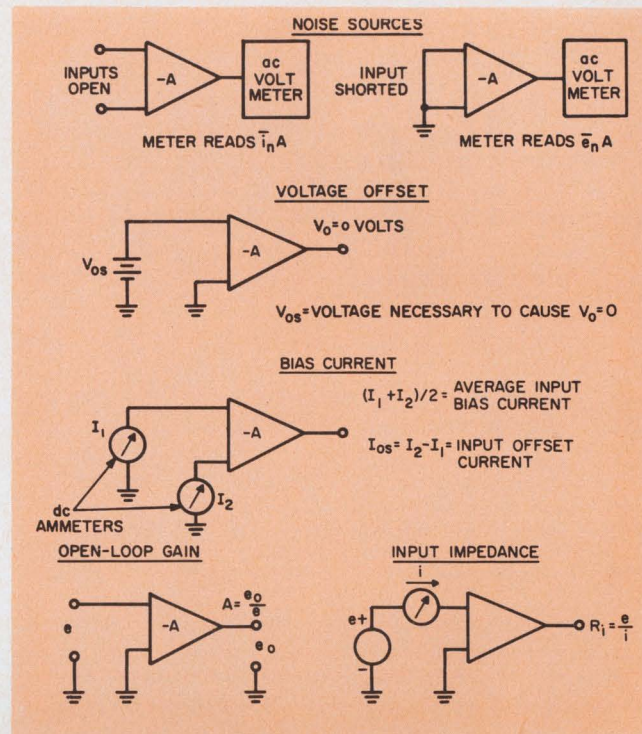 NOISE SOURCES
INPUTS
OPEN
-A
ac
VOLT
METER
METER READS i̅nA
INPUT
SHORTED
-A
ac
VOLT
METER
METER READS e̅nA
VOLTAGE OFFSET
Vos
-A
Vo=0 VOLTS
Vos=VOLTAGE NECESSARY TO CAUSE Vo=0
BIAS CURRENT
I1
-A
I2
dc
AMMETERS
(I1+I2)/2= AVERAGE INPUT
BIAS CURRENT
Ios= I2-I1= INPUT OFFSET
CURRENT
OPEN-LOOP GAIN
e
-A
A= eo/e
eo
INPUT IMPEDANCE
e+
-
i
Ri= e/i